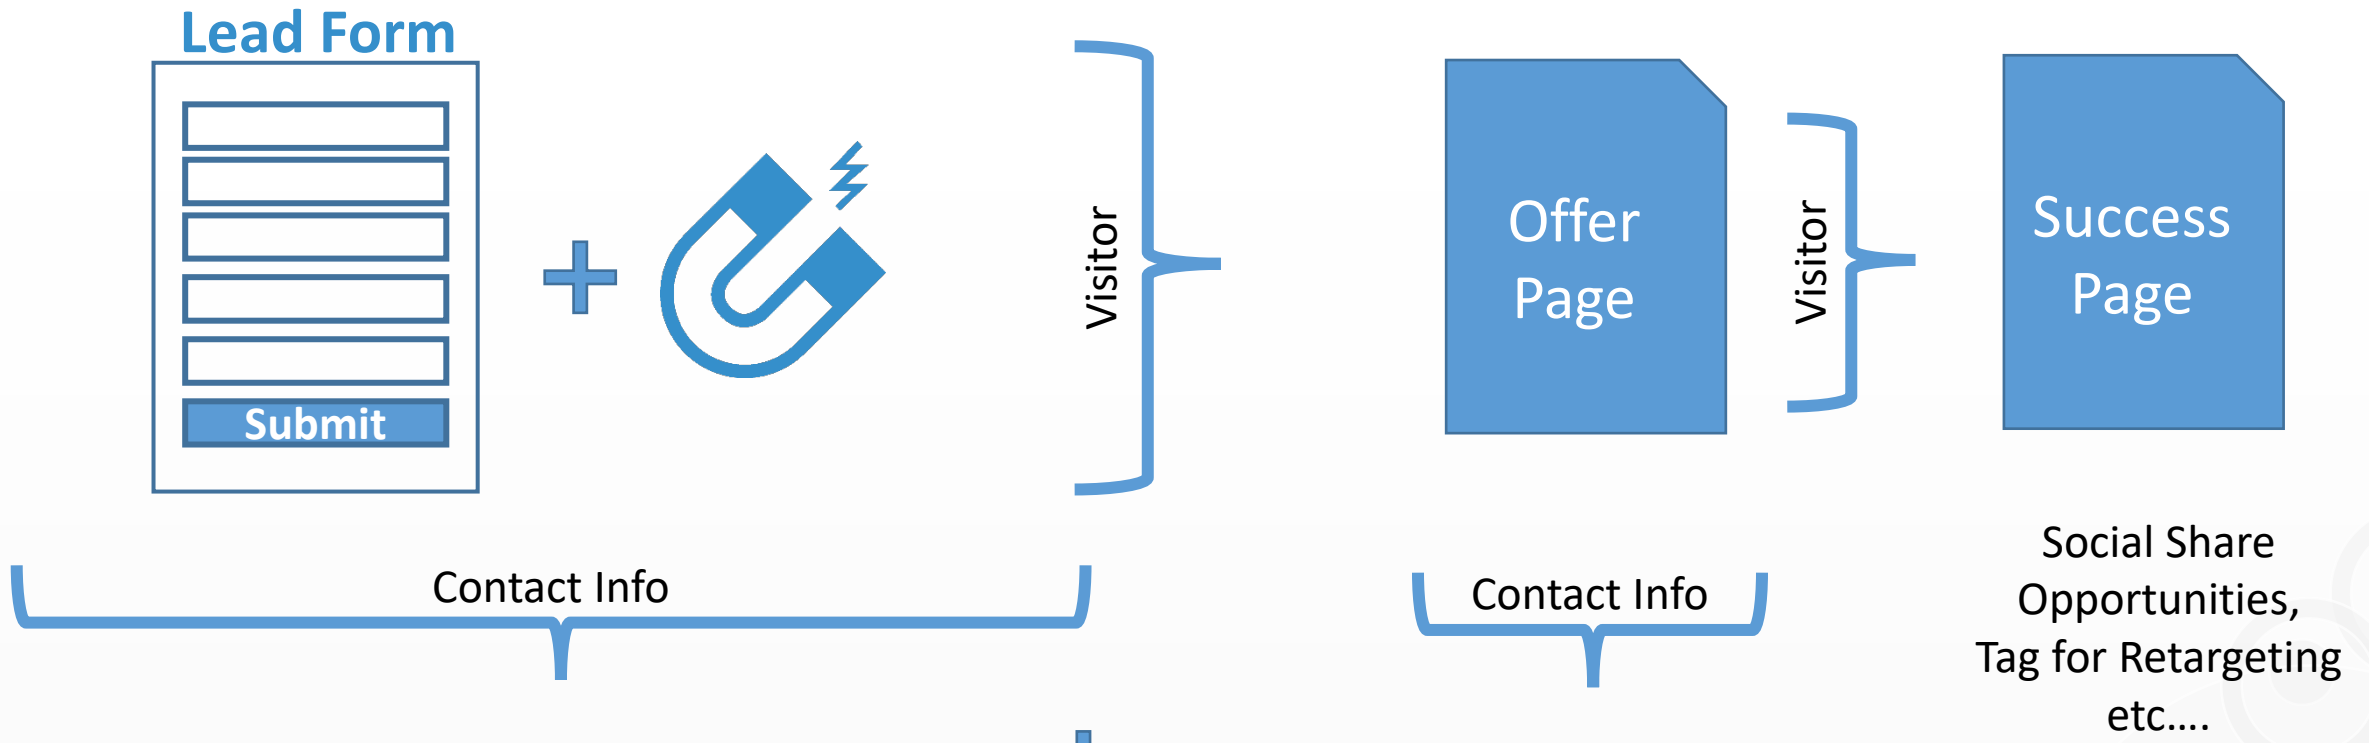 Lead Form
Submit
Visitor
Offer
Page
Visitor
Success
Page
Contact Info
Contact Info
Social Share
Opportunities,
Tag for Retargeting
etc....